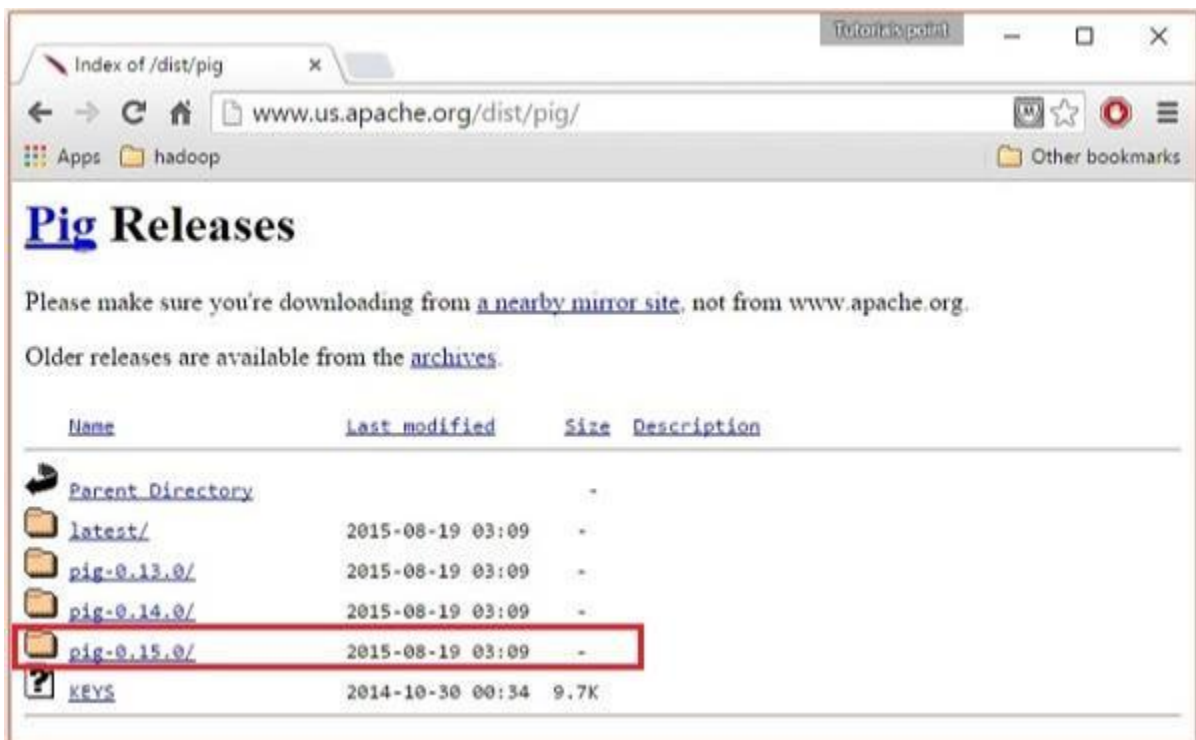 Tutorials point
Index of /dist/pig
www.us.apache.org/dist/pig/
Apps hadoop Other bookmarks
Pig Releases
Please make sure you're downloading from a nearby mirror site, not from www.apache.org.
Older releases are available from the archives.
Name Last modified Size Description
Parent Directory -
latest/ 2015-08-19 03:09 -
pig-0.13.0/ 2015-08-19 03:09 -
pig-0.14.0/ 2015-08-19 03:09 -
pig-0.15.0/ 2015-08-19 03:09 -
KEYS 2014-10-30 00:34 9.7K